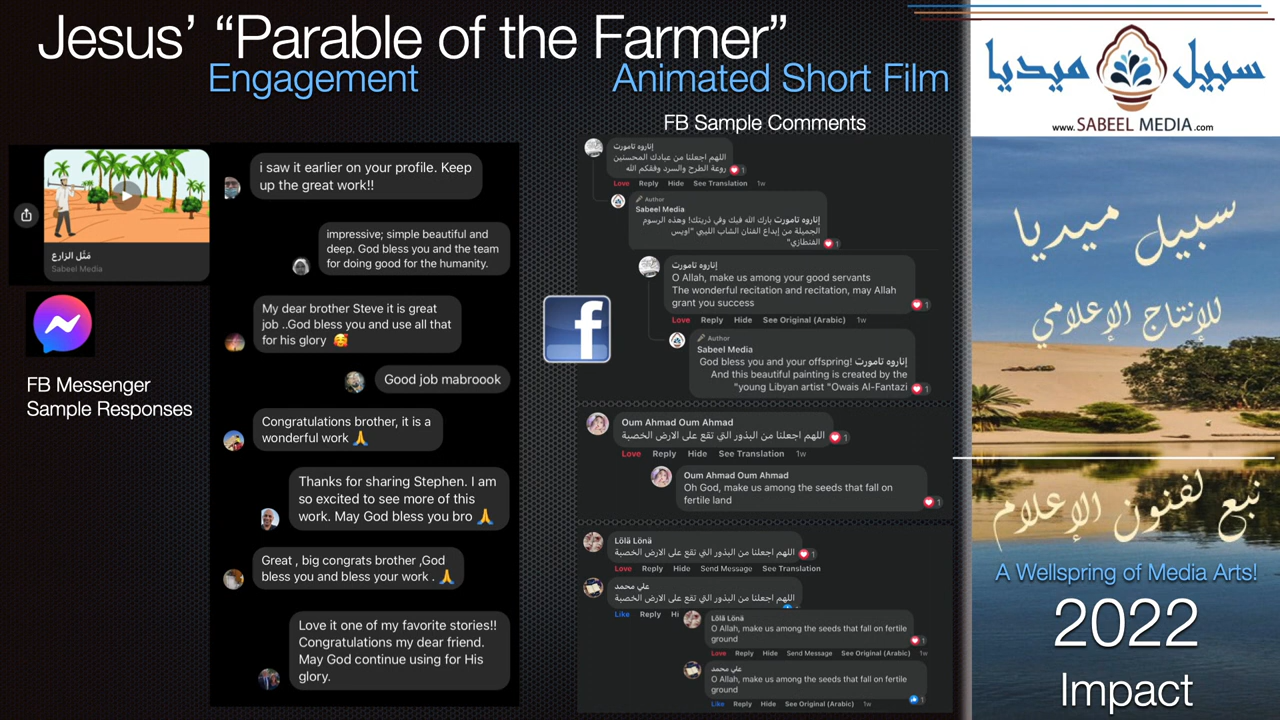 Jesus’ “Parable of the Farmer”
Engagement
Animated Short Film
FB Sample Comments
مَثَل الزارع
Sabeel Media
FB Messenger
Sample Responses
i saw it earlier on your profile. Keep
up the great work!!
impressive; simple beautiful and
deep. God bless you and the team
for doing good for the humanity.
My dear brother Steve it is great
job ..God bless you and use all that
for his glory 🥰
Good job mabroook
Congratulations brother, it is a
wonderful work 🙏
Thanks for sharing Stephen. I am
so excited to see more of this
work. May God bless you bro 🙏
Great , big congrats brother ,God
bless you and bless your work . 🙏
Love it one of my favorite stories!!
Congratulations my dear friend.
May God continue using for His
glory.
إناروه تامورت
اللهم اجعلنا من عبادك المحسنين
روعة الطرح والسرد وفقكم الله
1
Love Reply Hide See Translation 1w
Author
Sabeel Media
إناروه تامورت بارك الله فيك وفي ذريتك! وهذه الرسوم
الجميلة من إبداع الفنان الشاب الليبي "اويس
الفنطازي"
1
إناروه تامورت
O Allah, make us among your good servants
The wonderful recitation and recitation, may Allah
grant you success
1
Love Reply Hide See Original (Arabic) 1w
Author
Sabeel Media
God bless you and your offspring! إناروه تامورت
And this beautiful painting is created by the
"young Libyan artist "Owais Al-Fantazi
1
Oum Ahmad Oum Ahmad
اللهم اجعلنا من البذور التي تقع على الارض الخصبة
1
Love Reply Hide See Translation 1w
Oum Ahmad Oum Ahmad
Oh God, make us among the seeds that fall on
fertile land
1
Lölä Lönä
اللهم اجعلنا من البذور التي تقع على الارض الخصبة
1
Love Reply Hide Send Message See Translation
علي محمد
اللهم اجعلنا من البذور التي تقع على الارض الخصبة
Like Reply Hi
Lölä Lönä
O Allah, make us among the seeds that fall on fertile
ground
1
Love Reply Hide Send Message See Original (Arabic) 1w
علي محمد
O Allah, make us among the seeds that fall on fertile
ground
1
Like Reply Hide See Original (Arabic) 1w
سبيل ميديا
www.SABEEL MEDIA.com
سبيل ميديا
للإنتاج الإعلامي
نبع لفنون الإعلام
A Wellspring of Media Arts!
2022
Impact